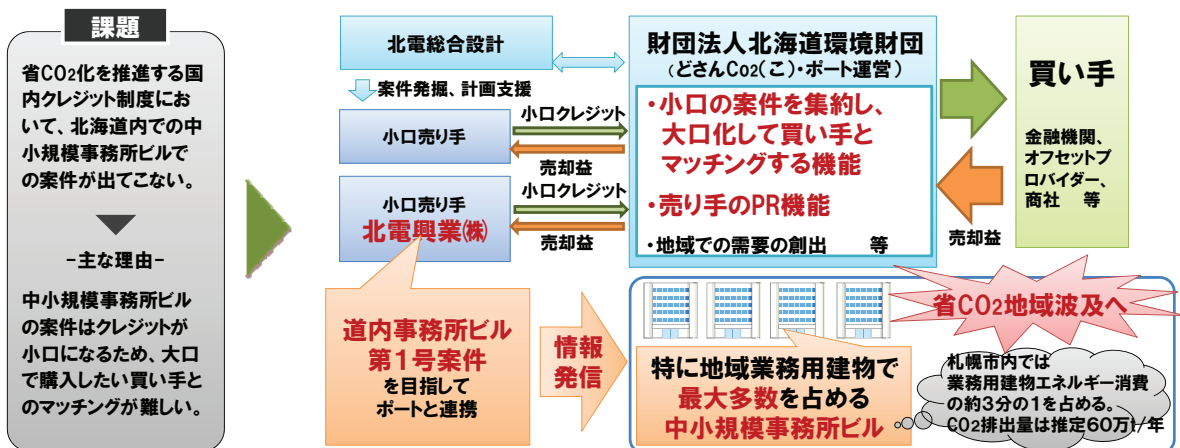 課題
省CO2化を推進する国
内クレジット制度にお
いて、北海道内での中
小規模事務所ビルで
の案件が出てこない。
-主な理由-
中小規模事務所ビル
の案件はクレジットが
小口になるため、大口
で購入したい買い手と
のマッチングが難しい。
北電総合設計
案件発掘、計画支援
小口売り手
小口クレジット
売却益
小口売り手
北電興業㈱
小口クレジット
売却益
財団法人北海道環境財団
(どさんCo2(こ)・ポート運営)
・小口の案件を集約し、
大口化して買い手と
マッチングする機能
・売り手のPR機能
・地域での需要の創出　等
売却益
買い手
金融機関、
オフセットプ
ロバイダー、
商社　等
道内事務所ビル
第1号案件
を目指して
ポートと連携
情報
発信
特に地域業務用建物で
最大多数を占める
中小規模事務所ビル
省CO2地域波及へ
札幌市内では
業務用建物エネルギー消費
の約3分の1を占める。
CO2排出量は推定60万t/年